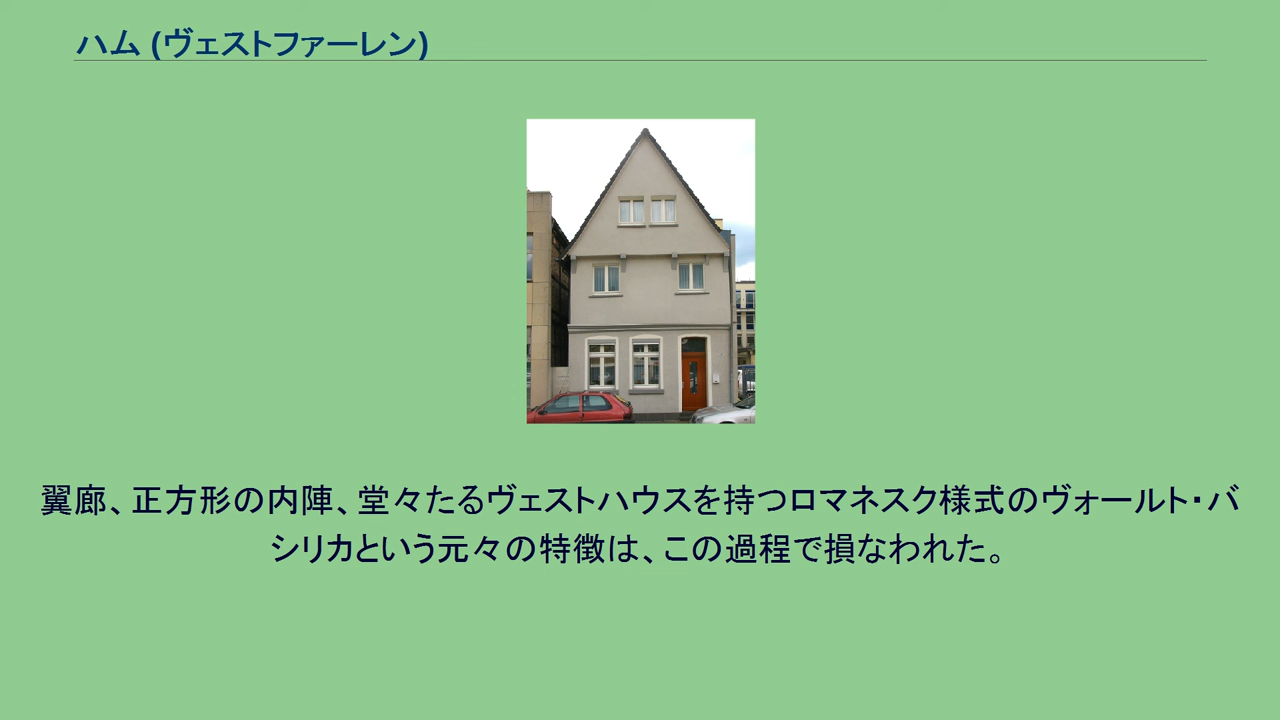 ハム (ヴェストファーレン)
翼廊、正方形の内陣、堂々たるヴェストハウスを持つロマネスク様式のヴォールト・バ
シリカという元々の特徴は、この過程で損なわれた。